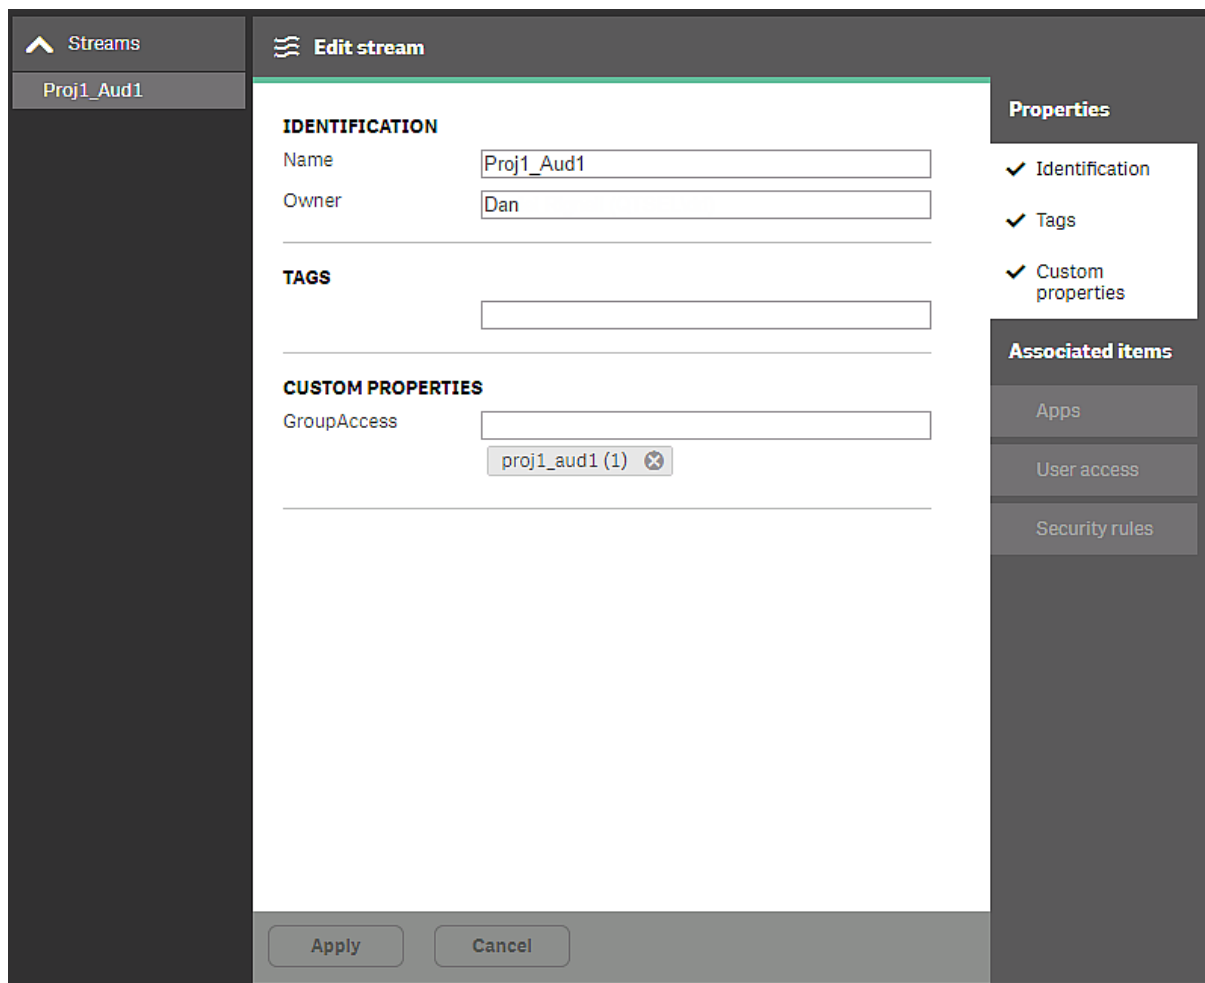 Streams
Proj1_Aud1
Edit stream
IDENTIFICATION
Name
Proj1_Aud1
Owner
Dan
TAGS
CUSTOM PROPERTIES
GroupAccess
proj1_aud1 (1)
Apply
Cancel
Properties
Identification
Tags
Custom
properties
Associated items
Apps
User access
Security rules